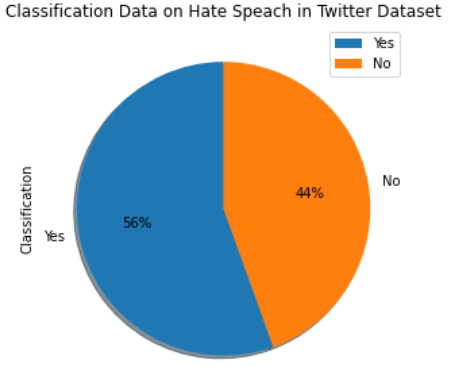 Classification Data on Hate Speach in Twitter Dataset
Yes
No
44%
No
56%
Yes
Classification